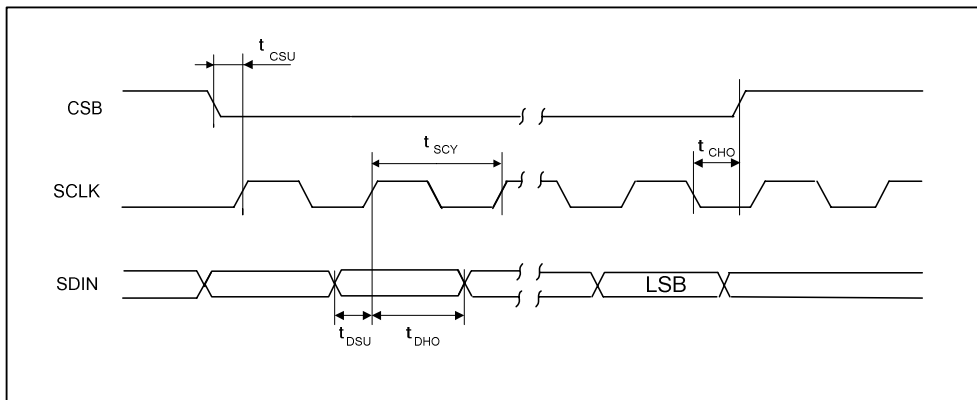 t CSU
CSB
t SCY
t CHO
SCLK
SDIN
LSB
t DSU
t DHO